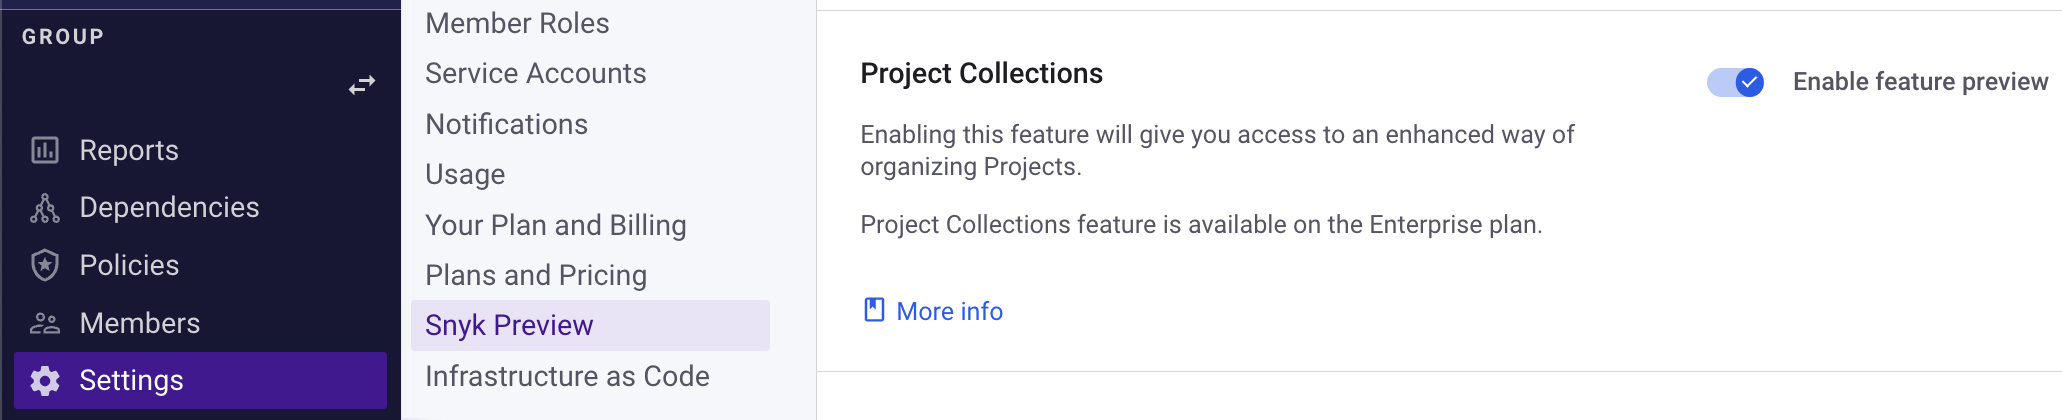 GROUP
Reports
Dependencies
Policies
Members
Settings
Member Roles
Service Accounts
Notifications
Usage
Your Plan and Billing
Plans and Pricing
Snyk Preview
Infrastructure as Code
Project Collections
Enable feature preview
Enabling this feature will give you access to an enhanced way of
organizing Projects.
Project Collections feature is available on the Enterprise plan.
More info